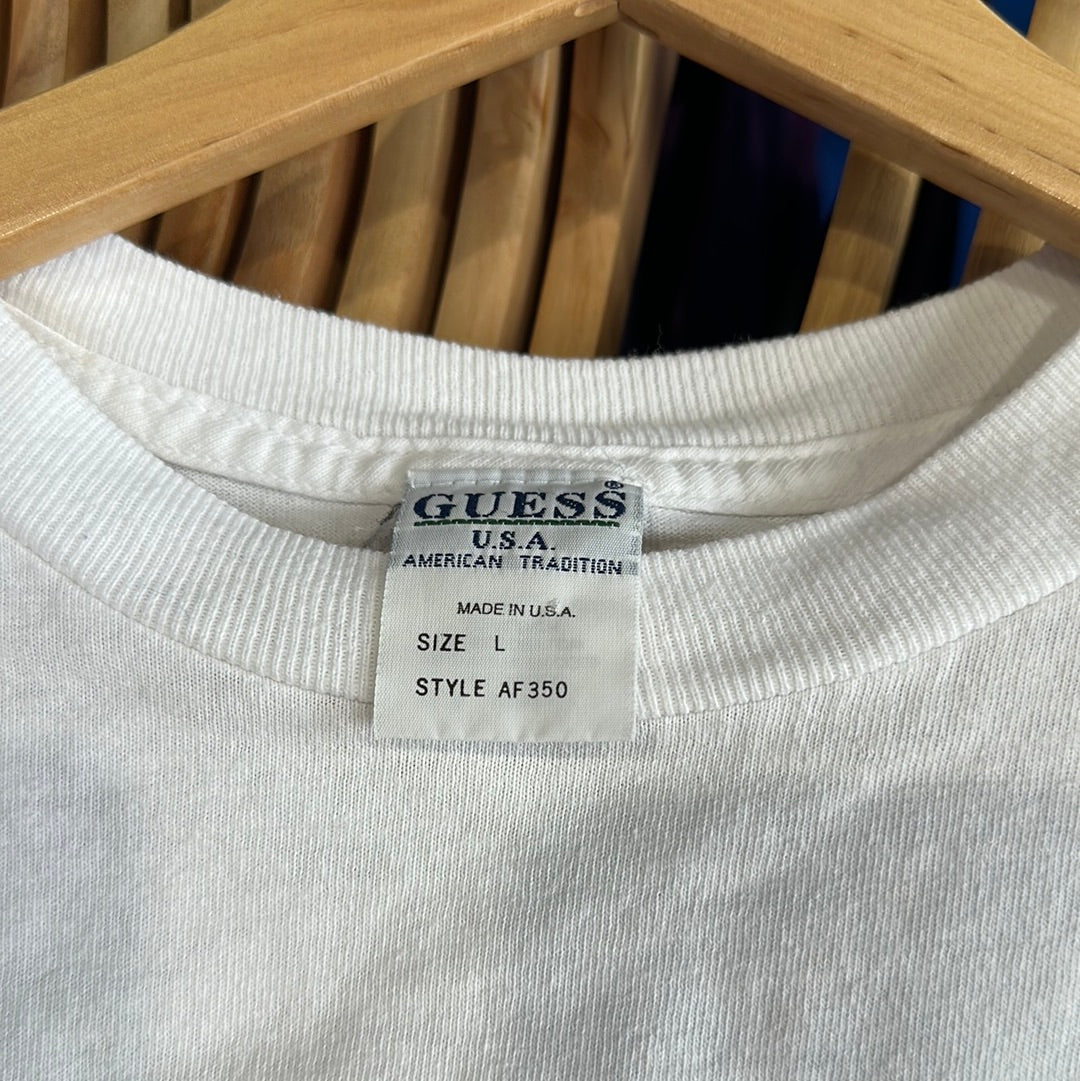 GUESS®
U.S.A.
AMERICAN TRADITION
MADE IN U.S.A.
SIZE L
STYLE AF350